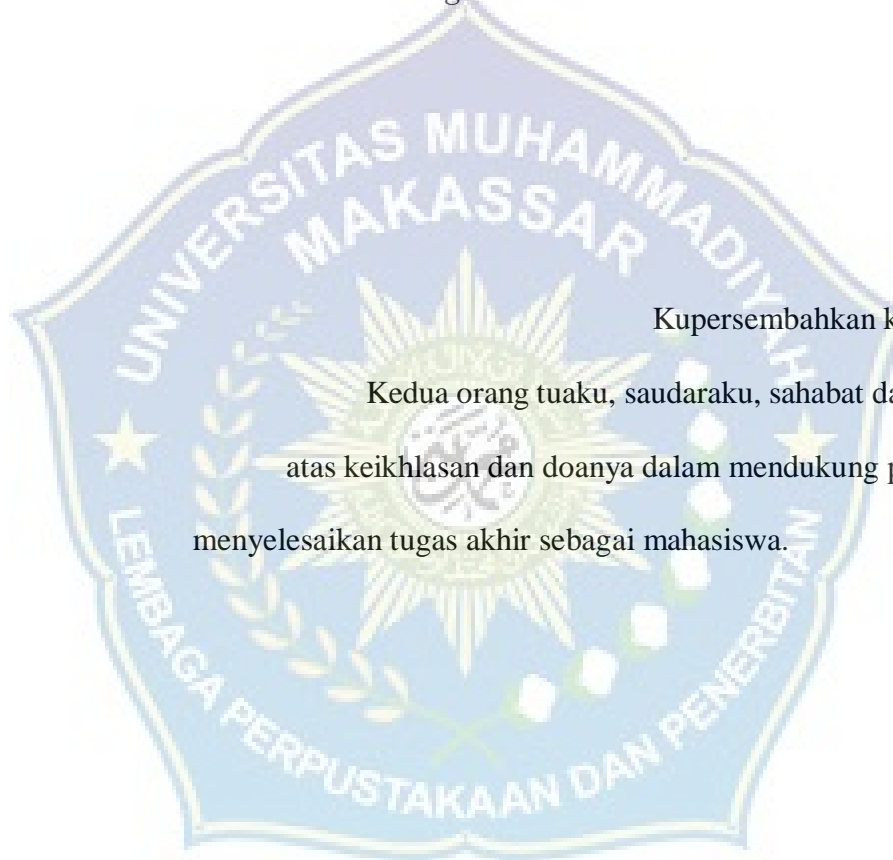 UNIVERSITAS MUHAMMADIYAH
MAKASSAR
Kupersembahkan k
Kedua orang tuaku, saudaraku, sahabat da
atas keikhlasan dan doanya dalam mendukung p
menyelesaikan tugas akhir sebagai mahasiswa.
LEMBAGA PERPUSTAKAAN DAN PENERBITAN